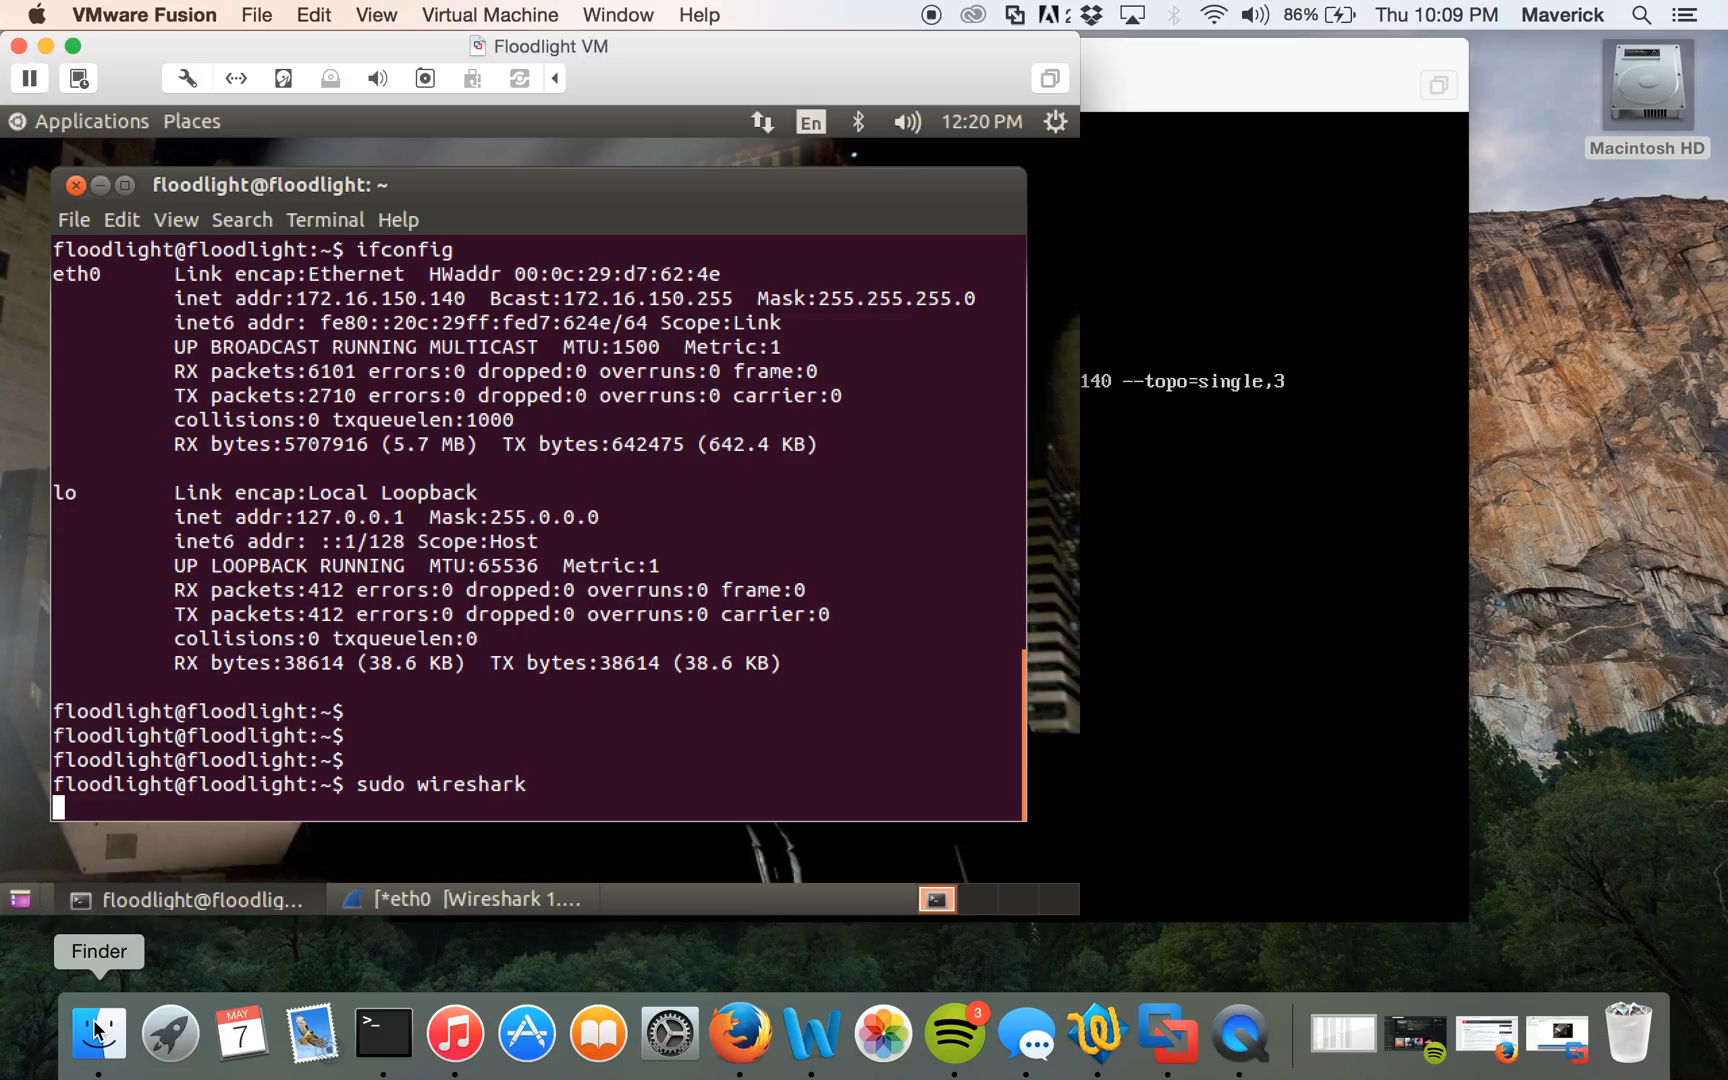 VMware Fusion File Edit View Virtual Machine Window Help 2 86% Thu 10:09 PM Maverick
Floodlight VM
Applications Places En 12:20 PM
Macintosh HD
floodlight@floodlight: ~
File Edit View Search Terminal Help
floodlight@floodlight:~$ ifconfig
eth0 Link encap:Ethernet HWaddr 00:0c:29:d7:62:4e
inet addr:172.16.150.140 Bcast:172.16.150.255 Mask:255.255.255.0
inet6 addr: fe80::20c:29ff:fed7:624e/64 Scope:Link
UP BROADCAST RUNNING MULTICAST MTU:1500 Metric:1
RX packets:6101 errors:0 dropped:0 overruns:0 frame:0
140 --topo=single,3
TX packets:2710 errors:0 dropped:0 overruns:0 carrier:0
collisions:0 txqueuelen:1000
RX bytes:5707916 (5.7 MB) TX bytes:642475 (642.4 KB)
lo Link encap:Local Loopback
inet addr:127.0.0.1 Mask:255.0.0.0
inet6 addr: ::1/128 Scope:Host
UP LOOPBACK RUNNING MTU:65536 Metric:1
RX packets:412 errors:0 dropped:0 overruns:0 frame:0
TX packets:412 errors:0 dropped:0 overruns:0 carrier:0
collisions:0 txqueuelen:0
RX bytes:38614 (38.6 KB) TX bytes:38614 (38.6 KB)
floodlight@floodlight:~$
floodlight@floodlight:~$
floodlight@floodlight:~$
floodlight@floodlight:~$ sudo wireshark
floodlight@floodlig... [*eth0 [Wireshark 1....
Finder
MAY
7
3